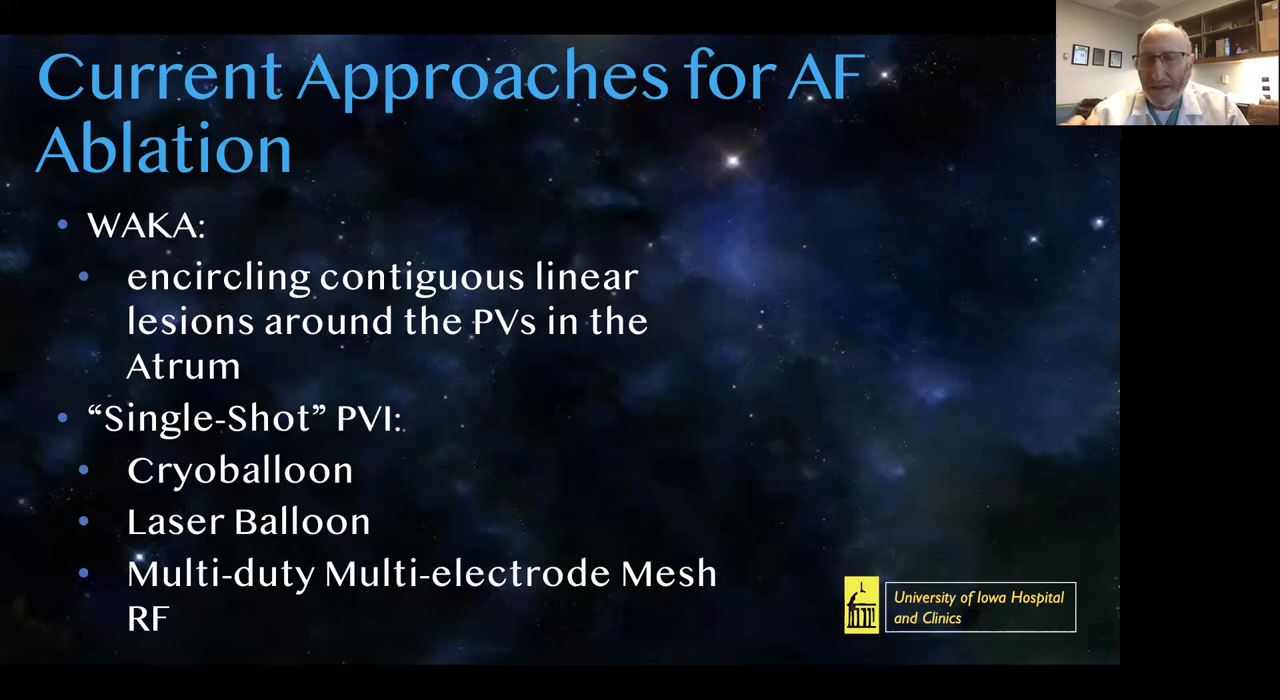 Current Approaches for AF
Ablation
• WAKA:
• encircling contiguous linear
lesions around the PVs in the
Atrum
• “Single-Shot” PVI:
• Cryoballoon
• Laser Balloon
• Multi-duty Multi-electrode Mesh
RF
University of Iowa Hospital
and Clinics